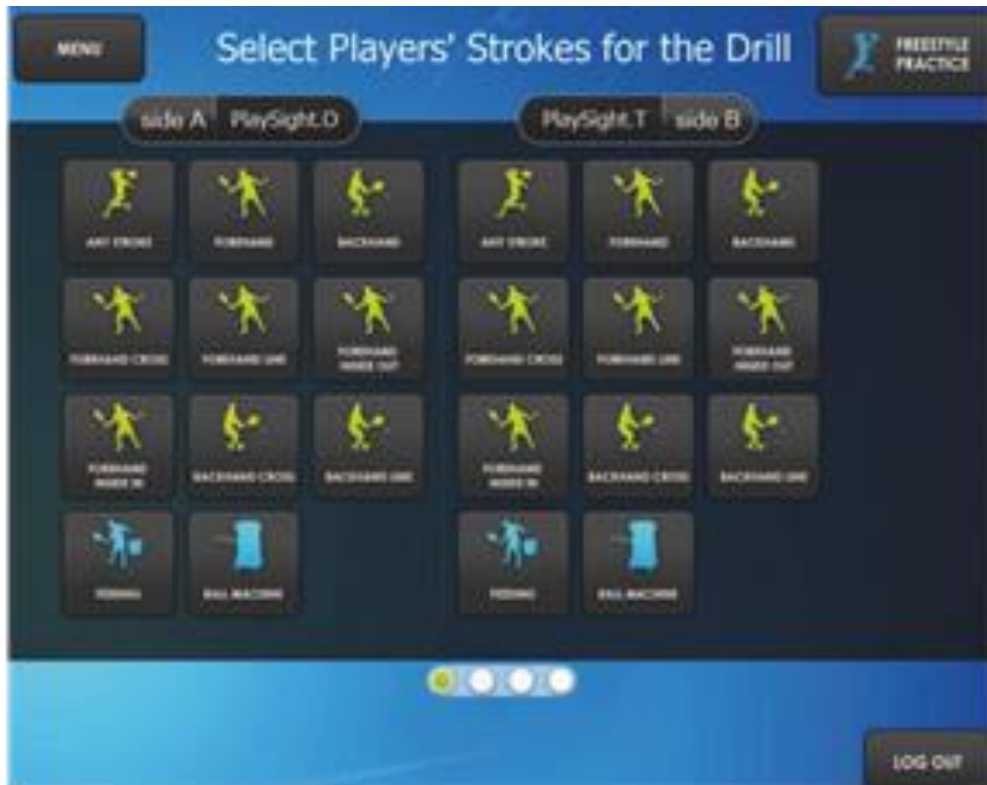 MENU
Select Players' Strokes for the Drill
FREESTYLE
PRACTICE
side A PlaySight.O
PlaySight.T side B
ANY STROKE
FOREHAND
BACKHAND
ANY STROKE
FOREHAND
BACKHAND
FOREHAND CROSS
FOREHAND LINE
FOREHAND
INSIDE OUT
FOREHAND CROSS
FOREHAND LINE
FOREHAND
INSIDE OUT
FOREHAND
INSIDE IN
BACKHAND CROSS
BACKHAND LINE
FOREHAND
INSIDE IN
BACKHAND CROSS
BACKHAND LINE
FEEDING
BALL MACHINE
FEEDING
BALL MACHINE
LOG OUT